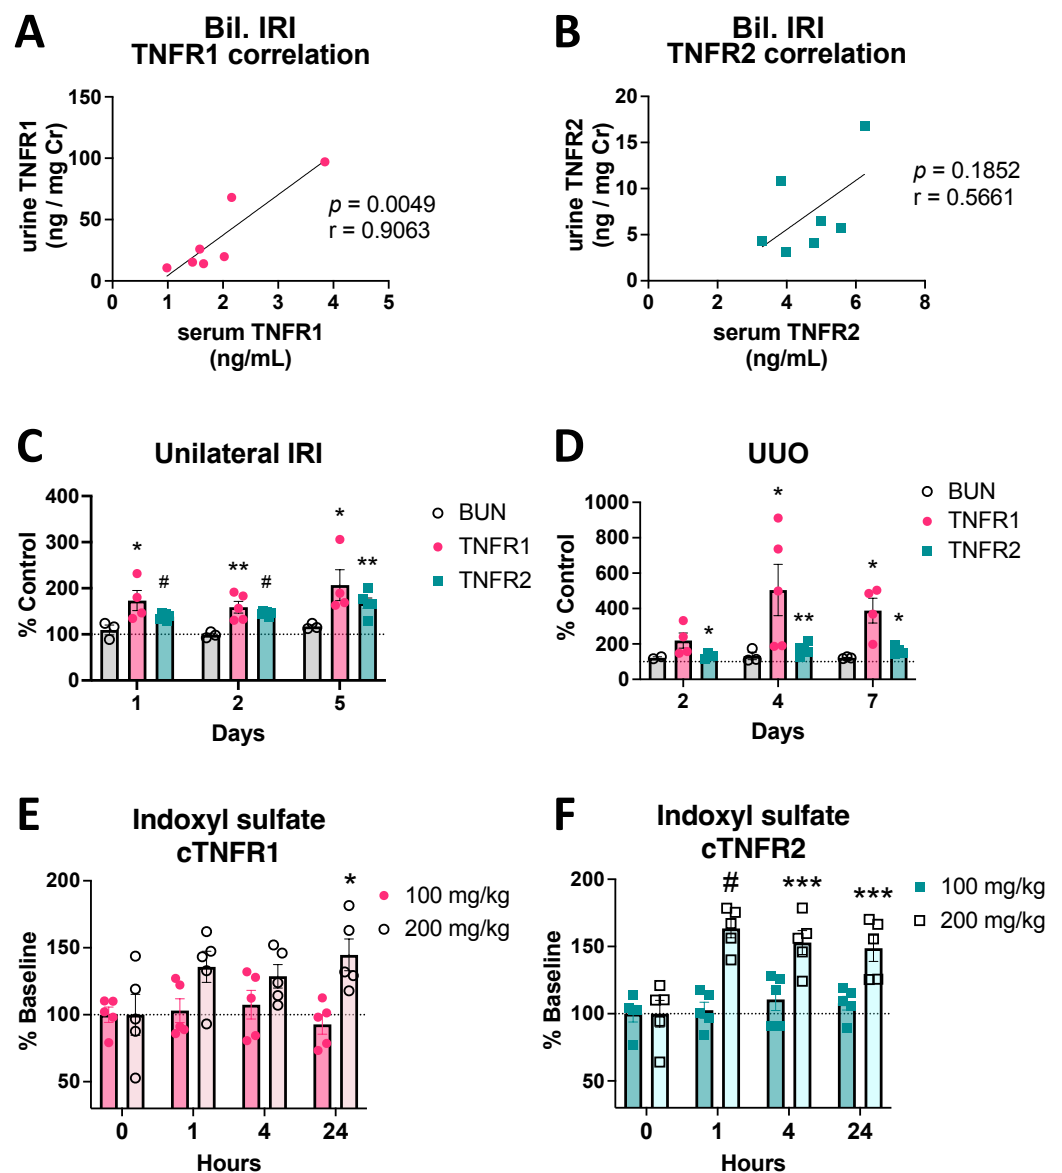 A
Bil. IRI
TNFR1 correlation
urine TNFR1
(ng / mg Cr)
150
100
50
0
p = 0.0049
r = 0.9063
0 1 2 3 4 5
serum TNFR1
(ng/mL)
B
Bil. IRI
TNFR2 correlation
urine TNFR2
(ng / mg Cr)
20
15
10
5
0
p = 0.1852
r = 0.5661
0 2 4 6 8
serum TNFR2
(ng/mL)
C
Unilateral IRI
% Control
400
300
200
100
0
* # ** # * **
BUN
TNFR1
TNFR2
1 2 5
Days
D
UUO
% Control
1000
800
600
400
200
0
* * ** * *
BUN
TNFR1
TNFR2
2 4 7
Days
E
Indoxyl sulfate
cTNFR1
% Baseline
200
150
100
50
*
100 mg/kg
200 mg/kg
0 1 4 24
Hours
F
Indoxyl sulfate
cTNFR2
% Baseline
200
150
100
50
# *** ***
100 mg/kg
200 mg/kg
0 1 4 24
Hours